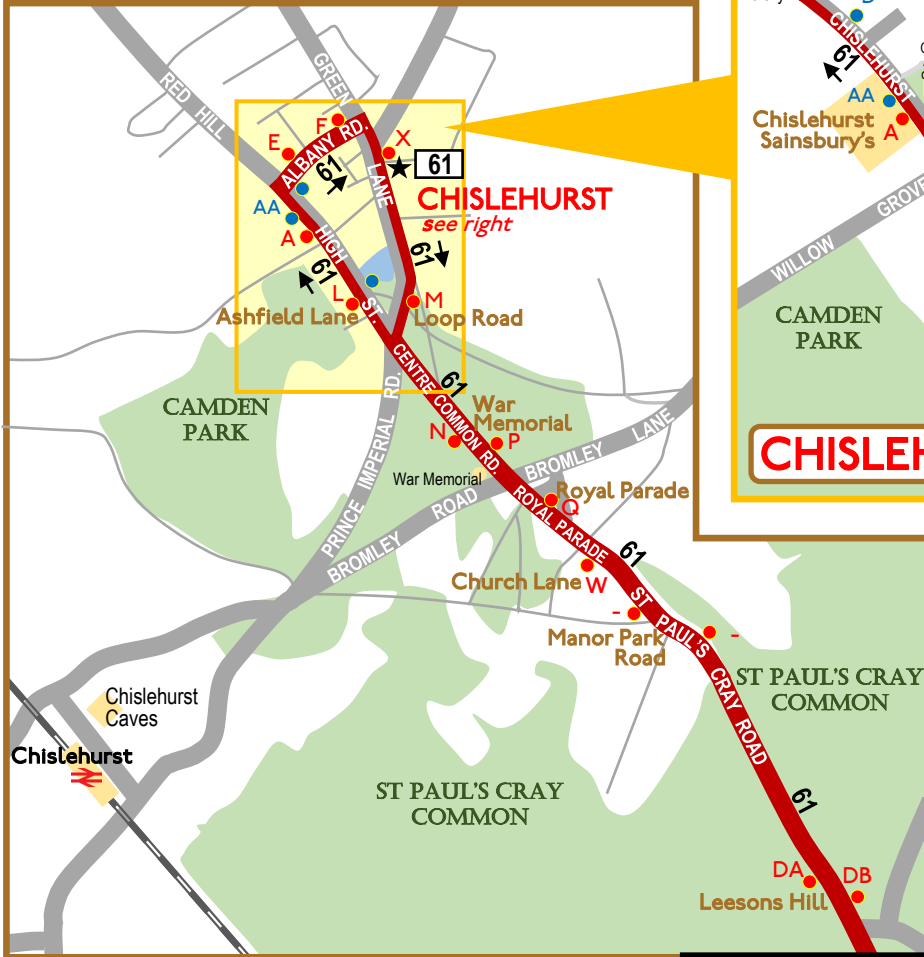 RED HILL
GREEN
LANE
E
F
ALBANY RD.
61
X
61
CHISLEHURST
see right
AA
A
HIGH
ST.
61
61
L
M
Ashfield Lane
Loop Road
CAMDEN
PARK
CENTRE COMMON RD.
61
War
Memorial
N
P
PRINCE IMPERIAL RD.
War Memorial
BROMLEY LANE
BROMLEY ROAD
Royal Parade
Q
ROYAL PARADE
61
Church Lane
W
-
Manor Park
Road
-
ST PAUL'S CRAY ROAD
ST PAUL'S CRAY
COMMON
Chislehurst
Caves
Chislehurst
ST PAUL'S CRAY
COMMON
61
DA
DB
Leesons Hill
CHISLEHURST
61
AA
A
Chislehurst
Sainsbury's
WILLOW GROVE
CAMDEN
PARK